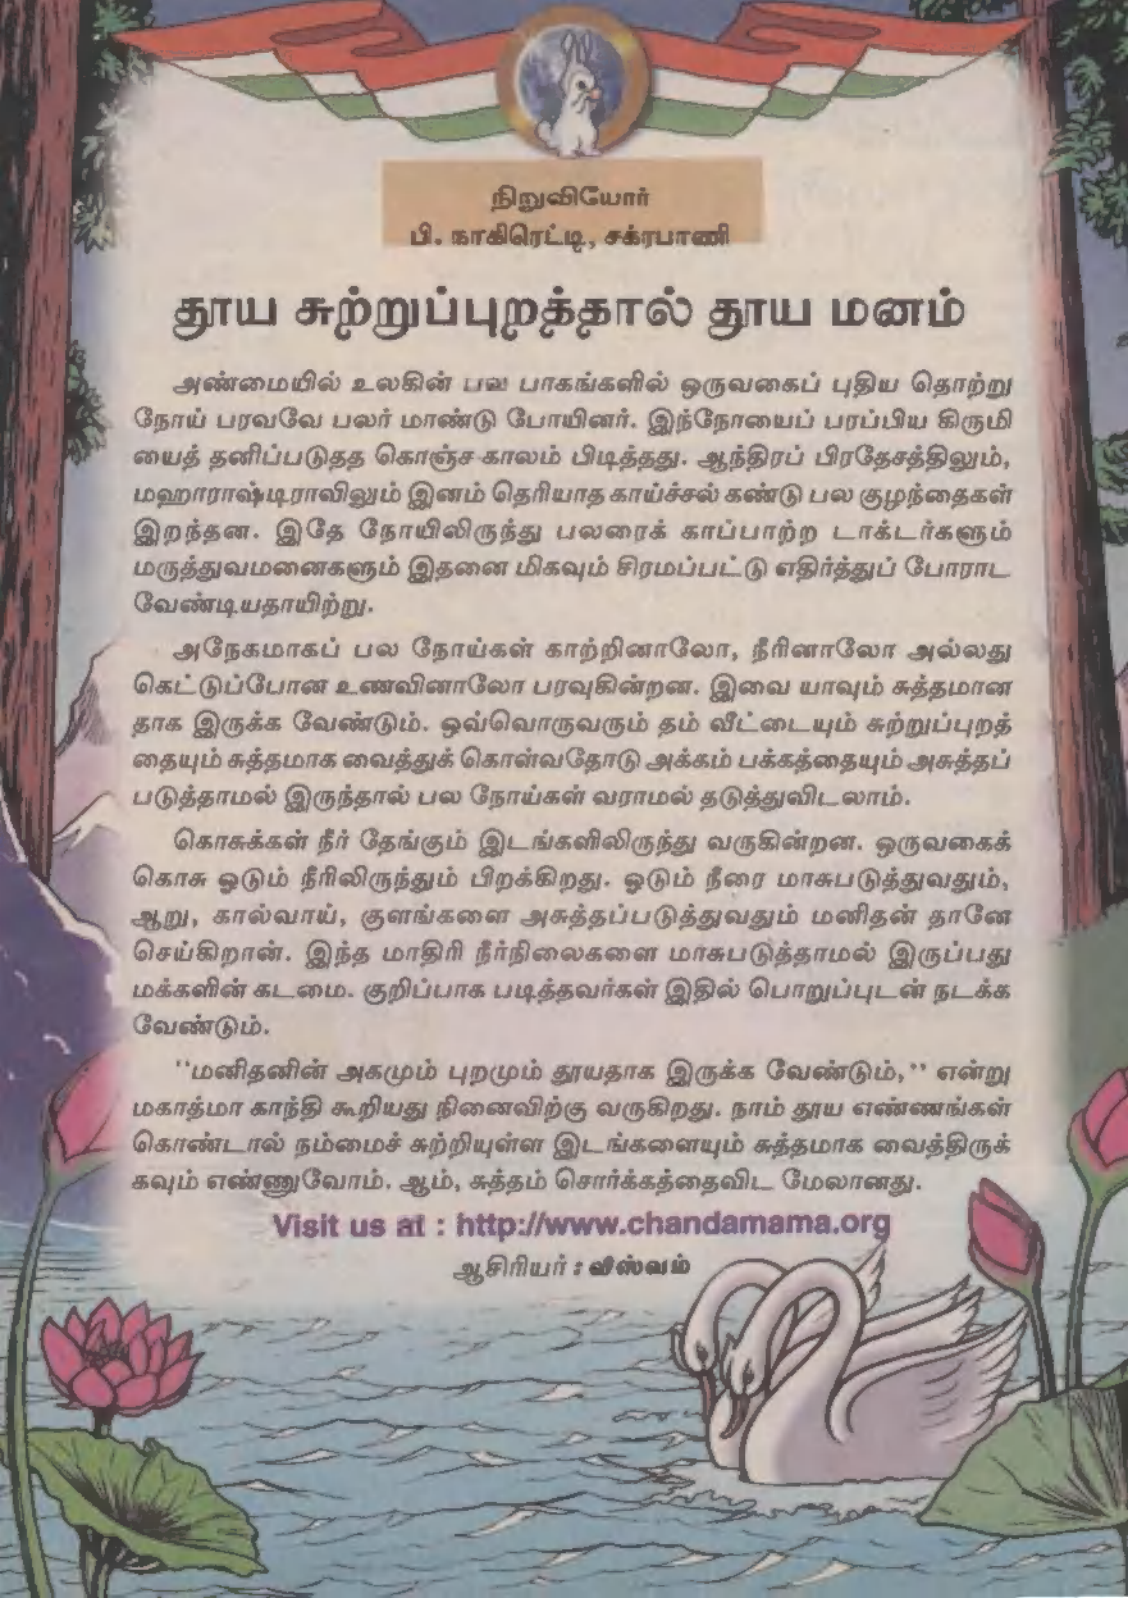 நிறுவியோர்
பி. நாகிரெட்டி, சக்ரபாணி
தூய சுற்றுப்புறத்தால் தூய மனம்
அண்மையில் உலகின் பல பாகங்களில் ஒருவகைப் புதிய தொற்று
நோய் பரவவே பலர் மாண்டு போயினர். இந்நோயைப் பரப்பிய கிருமி
யைத் தனிப்படுதத கொஞ்ச காலம் பிடித்தது. ஆந்திரப் பிரதேசத்திலும்,
மஹாராஷ்டிராவிலும் இனம் தெரியாத காய்ச்சல் கண்டு பல குழந்தைகள்
இறந்தன. இதே நோயிலிருந்து பலரைக் காப்பாற்ற டாக்டர்களும்
மருத்துவமனைகளும் இதனை மிகவும் சிரமப்பட்டு எதிர்த்துப் போராட
வேண்டியதாயிற்று.
அநேகமாகப் பல நோய்கள் காற்றினாலோ, நீரினாலோ அல்லது
கெட்டுப்போன உணவினாலோ பரவுகின்றன. இவை யாவும் சுத்தமான
தாக இருக்க வேண்டும். ஒவ்வொருவரும் தம் வீட்டையும் சுற்றுப்புறத்
தையும் சுத்தமாக வைத்துக் கொள்வதோடு அக்கம் பக்கத்தையும் அசுத்தப்
படுத்தாமல் இருந்தால் பல நோய்கள் வராமல் தடுத்துவிடலாம்.
கொசுக்கள் நீர் தேங்கும் இடங்களிலிருந்து வருகின்றன. ஒருவகைக்
கொசு ஓடும் நீரிலிருந்தும் பிறக்கிறது. ஓடும் நீரை மாசுபடுத்துவதும்,
ஆறு, கால்வாய், குளங்களை அசுத்தப்படுத்துவதும் மனிதன் தானே
செய்கிறான். இந்த மாதிரி நீர்நிலைகளை மாசுபடுத்தாமல் இருப்பது
மக்களின் கடமை. குறிப்பாக படித்தவர்கள் இதில் பொறுப்புடன் நடக்க
வேண்டும்.
"மனிதனின் அகமும் புறமும் தூயதாக இருக்க வேண்டும்," என்று
மகாத்மா காந்தி கூறியது நினைவிற்கு வருகிறது. நாம் தூய எண்ணங்கள்
கொண்டால் நம்மைச் சுற்றியுள்ள இடங்களையும் சுத்தமாக வைத்திருக்
கவும் எண்ணுவோம். ஆம், சுத்தம் சொர்க்கத்தைவிட மேலானது.
Visit us at : http://www.chandamama.org
ஆசிரியர் : விஸ்வம்